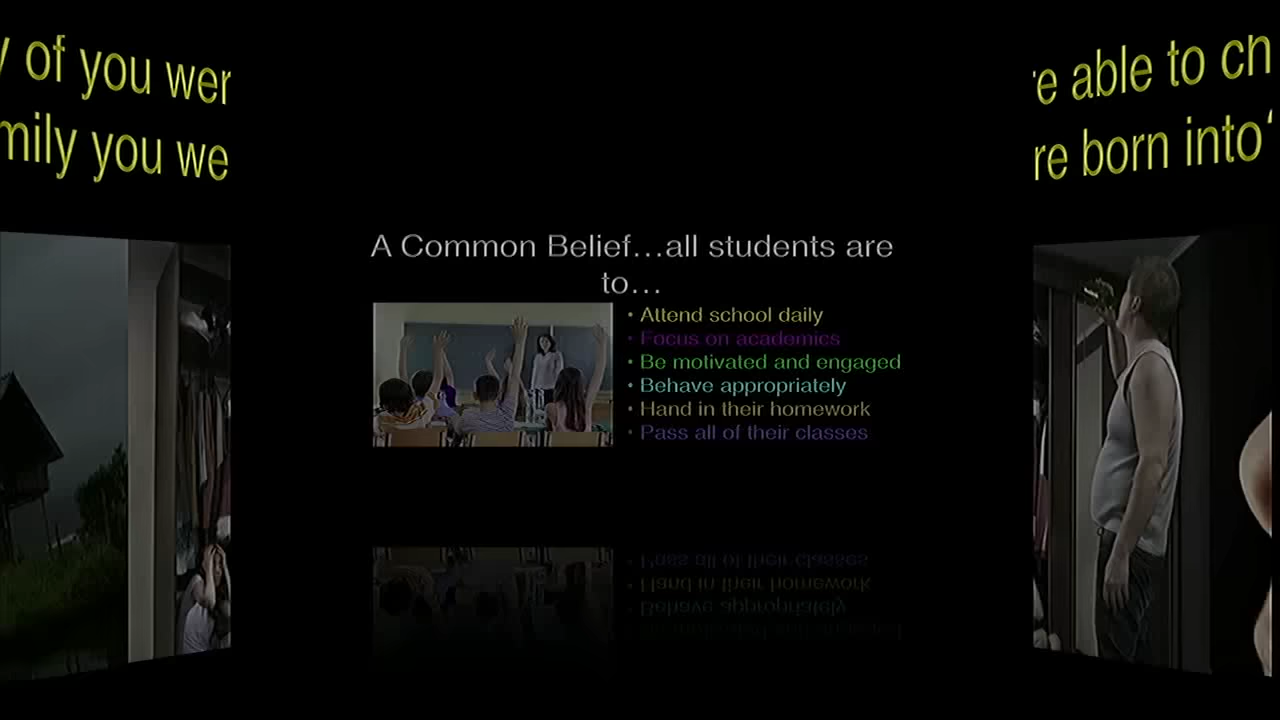 of you wer
mily you we
re able to ch
re born into
A Common Belief...all students are
to...
• Attend school daily
• Focus on academics
• Be motivated and engaged
• Behave appropriately
• Hand in their homework
• Pass all of their classes